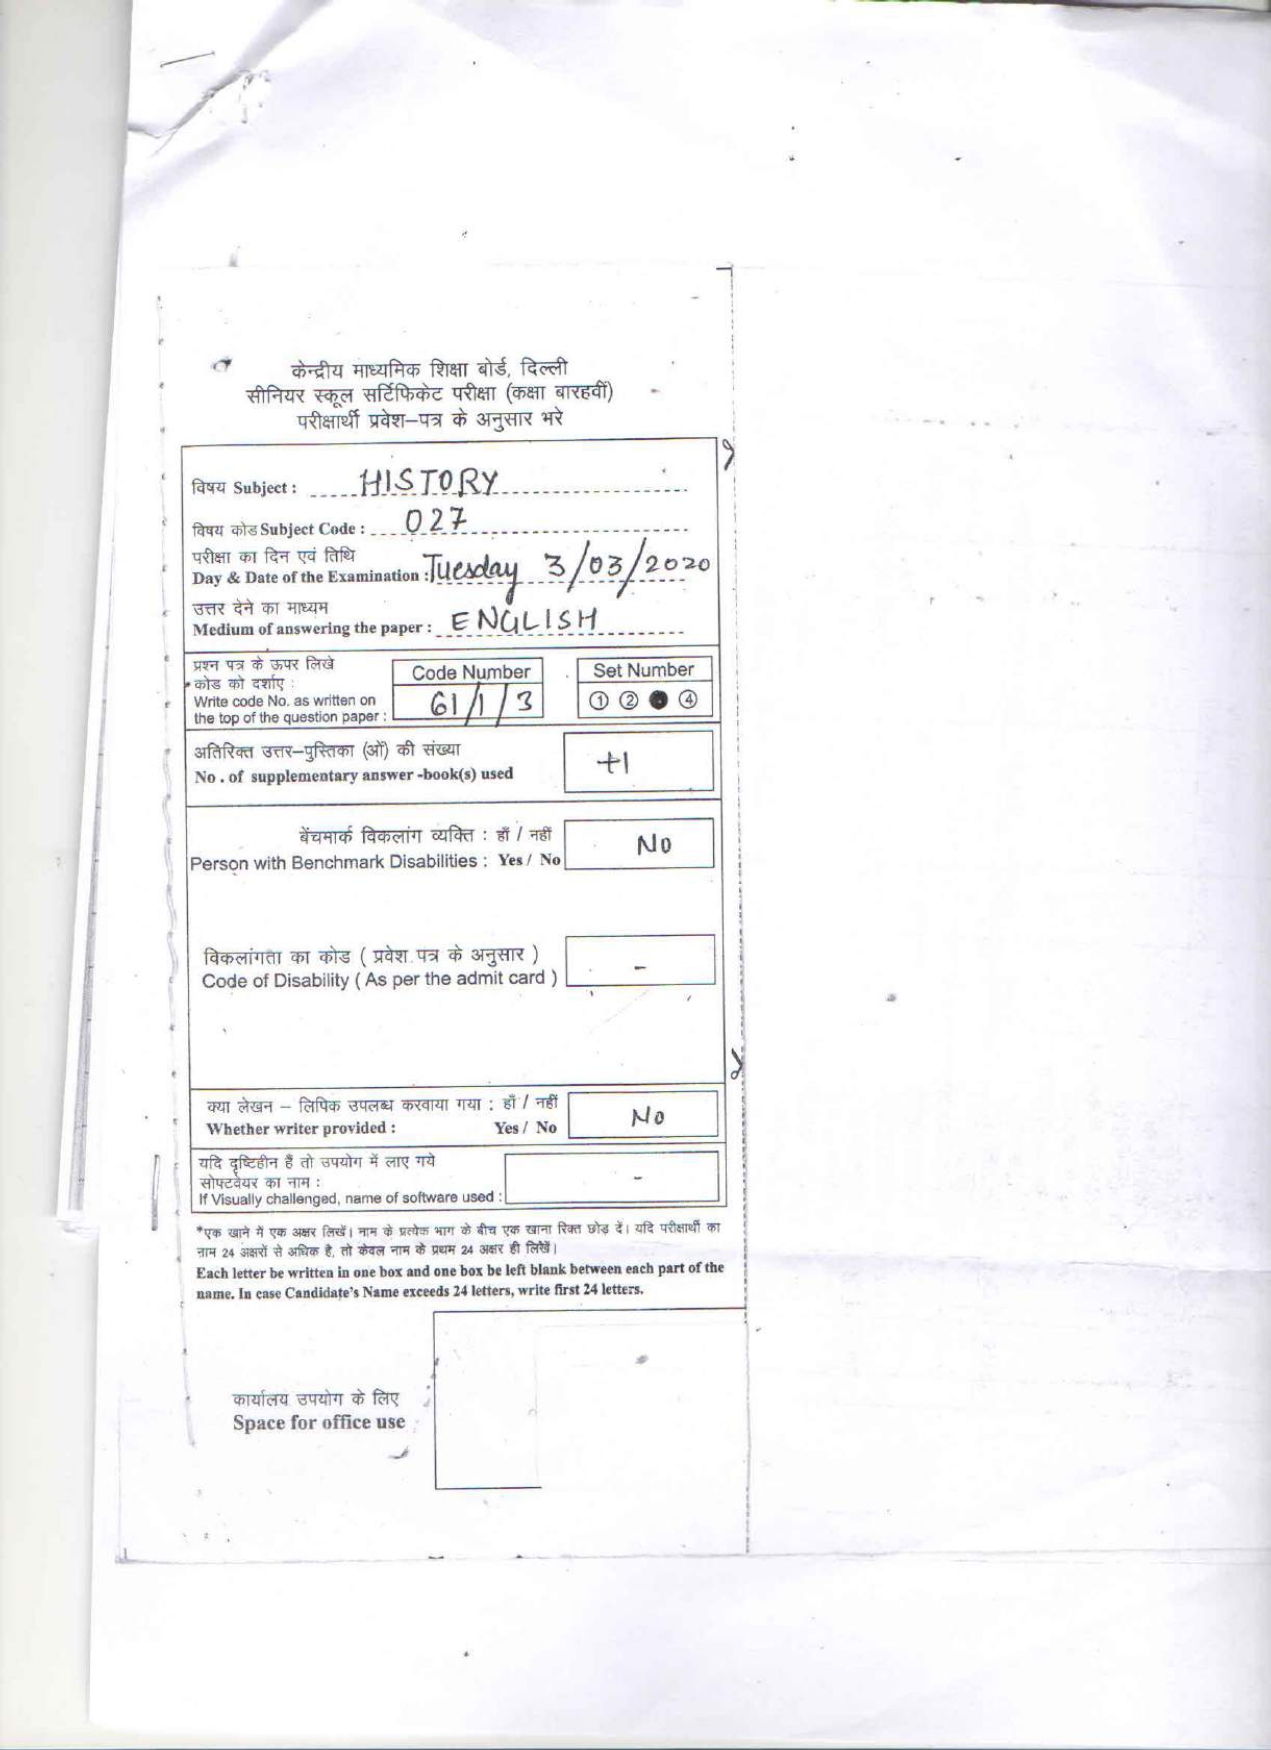 केन्द्रीय माध्यमिक शिक्षा बोर्ड, दिल्ली
सीनियर स्कूल सर्टिफिकेट परीक्षा (कक्षा बारहवीं)
परीक्षार्थी प्रवेश–पत्र के अनुसार भरे
विषय Subject : HISTORY
विषय कोड Subject Code : 027
परीक्षा का दिन एवं तिथि
Day & Date of the Examination : Tuesday 3/03/2020
उत्तर देने का माध्यम
Medium of answering the paper : ENGLISH
प्रश्न पत्र के ऊपर लिखे
कोड को दर्शाए :
Write code No. as written on
the top of the question paper :
Code Number
61/1/3
Set Number
1 2 ● 4
अतिरिक्त उत्तर–पुस्तिका (ओं) की संख्या
No . of supplementary answer -book(s) used
+1
बेंचमार्क विकलांग व्यक्ति : हाँ / नहीं
Person with Benchmark Disabilities : Yes / No
No
विकलांगता का कोड ( प्रवेश पत्र के अनुसार )
Code of Disability ( As per the admit card )
-
क्या लेखन – लिपिक उपलब्ध करवाया गया : हाँ / नहीं
Whether writer provided : Yes / No
No
यदि दृष्टिहीन हैं तो उपयोग में लाए गये
सोफ्टवेयर का नाम :
If Visually challenged, name of software used :
-
*एक खाने में एक अक्षर लिखें। नाम के प्रत्येक भाग के बीच एक खाना रिक्त छोड़ दें। यदि परीक्षार्थी का
नाम 24 अक्षरों से अधिक है, तो केवल नाम के प्रथम 24 अक्षर ही लिखें।
Each letter be written in one box and one box be left blank between each part of the
name. In case Candidate's Name exceeds 24 letters, write first 24 letters.
कार्यालय उपयोग के लिए
Space for office use